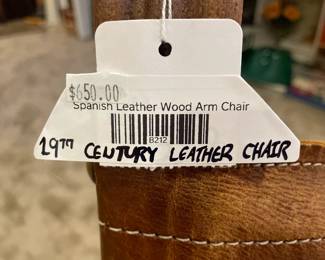 $650.00
Spanish Leather Wood Arm Chair
8212
19TH CENTURY LEATHER CHAIR